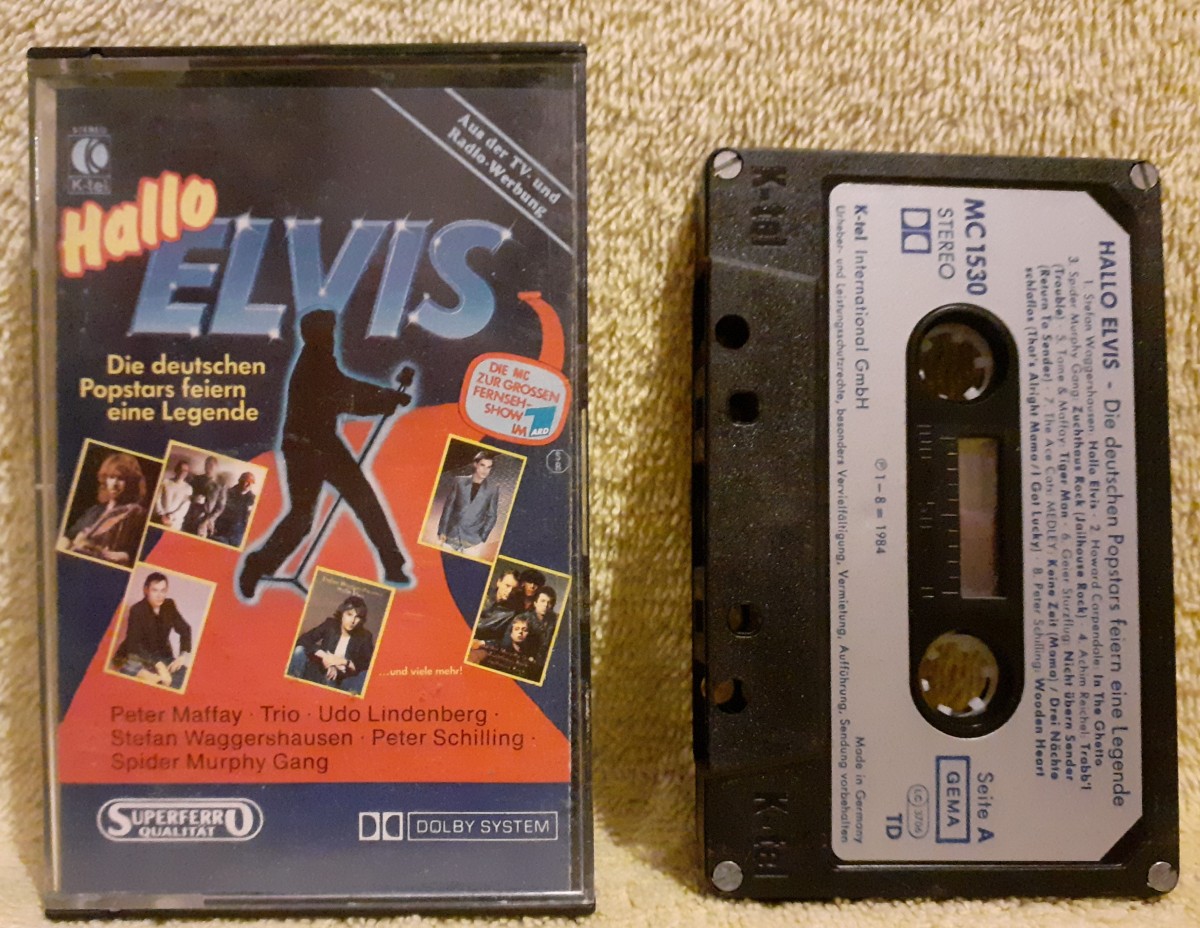 STEREO
K-tel
Aus der TV- und
Radio-Werbung
Hallo
ELVIS
Die deutschen
Popstars feiern
eine Legende
DIE MC
ZUR GROSSEN
FERNSEH-
SHOW
IM ARD
...und viele mehr!
Peter Maffay · Trio · Udo Lindenberg ·
Stefan Waggershausen · Peter Schilling ·
Spider Murphy Gang
SUPERFERRO
QUALITÄT
DOLBY SYSTEM
K-tel
K-tel
HALLO ELVIS - Die deutschen Popstars feiern eine Legende
1. Stefan Waggershausen: Hallo Elvis · 2. Howard Carpendale: In The Ghetto
3. Spider Murphy Gang: Zuchthaus Rock (Jailhouse Rock) · 4. Achim Reichel: Trabb'l
(Trouble) · 5. Tome & Maffay: Tiger Man · 6. Geier Sturzflug: Nicht übern Sender
(Return To Sender) · 7. The Ace Cats: MEDLEY: Keine Zeit (Mama) / Drei Nächte
schlaflos (That's Alright Mama / I Got Lucky) · 8. Peter Schilling: Wooden Heart
MC 1530
STEREO
Seite A
GEMA
LC 3706
TD
100 50 0
Ⓟ 1-8 = 1984
K-tel International GmbH
Made in Germany
Urheber- und Leistungsschutzrechte, besonders Vervielfältigung, Vermietung, Aufführung, Sendung vorbehalten